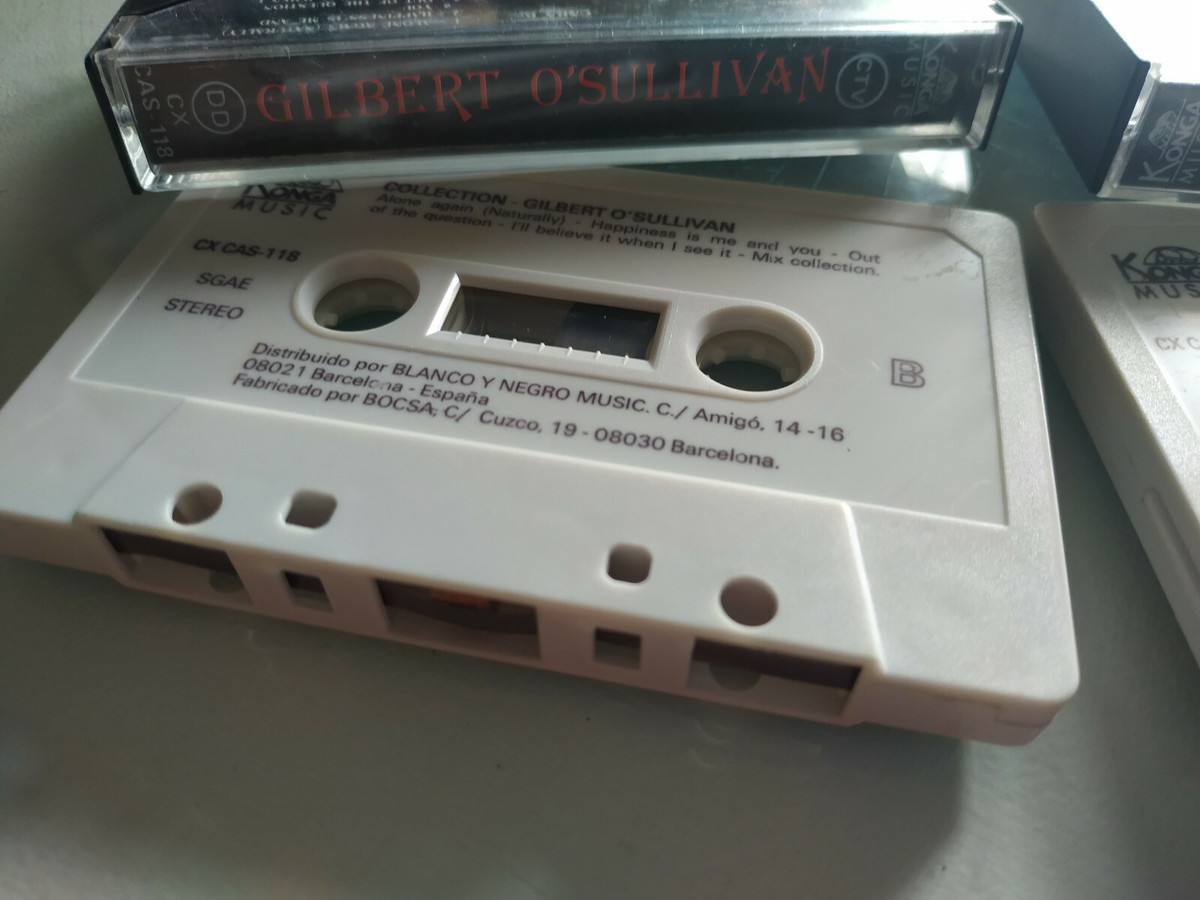 GILBERT O'SULLIVAN
DD
CTV
CX
CAS-118
KONGA
MUSIC
KONGA
MUSIC
COLLECTION - GILBERT O'SULLIVAN
Alone again (Naturally) - Happiness is me and you - Out
of the question - I'll believe it when I see it - Mix collection.
CX CAS-118
SGAE
STEREO
B
Distribuido por BLANCO Y NEGRO MUSIC. C./ Amigó, 14 -16
08021 Barcelona - España
Fabricado por BOCSA, C/ Cuzco, 19 - 08030 Barcelona.
KONGA